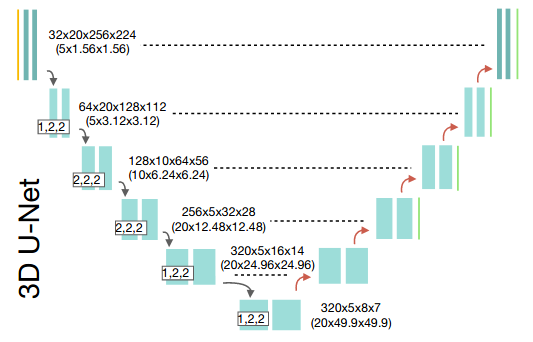 32x20x256x224
(5x1.56x1.56)
64x20x128x112
(5x3.12x3.12)
1,2,2
128x10x64x56
(10x6.24x6.24)
2,2,2
256x5x32x28
(20x12.48x12.48)
2,2,2
320x5x16x14
(20x24.96x24.96)
1,2,2
320x5x8x7
(20x49.9x49.9)
1,2,2
3D U-Net